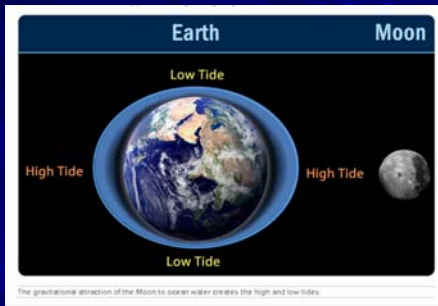 Earth Moon
Low Tide
High Tide High Tide
Low Tide
The gravitational attraction of the Moon to ocean water creates the high and low tides.